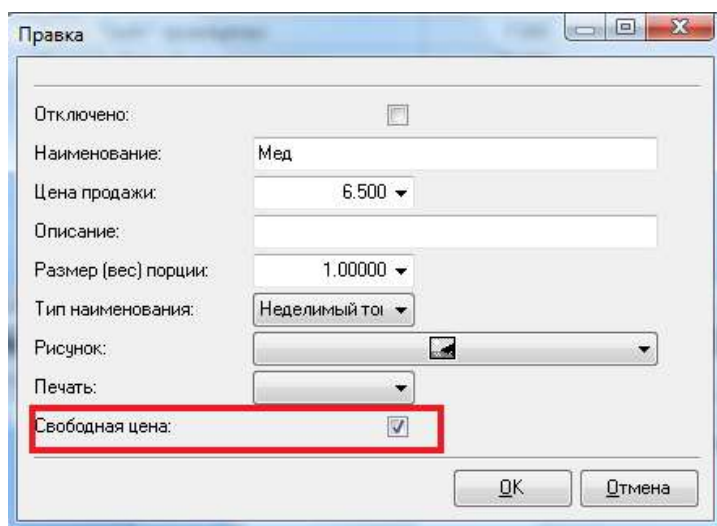 Правка
Отключено:
Наименование: Мед
Цена продажи: 6.500
Описание:
Размер (вес) порции: 1.00000
Тип наименования: Неделимый тов
Рисунок:
Печать:
Свободная цена:
OK Отмена